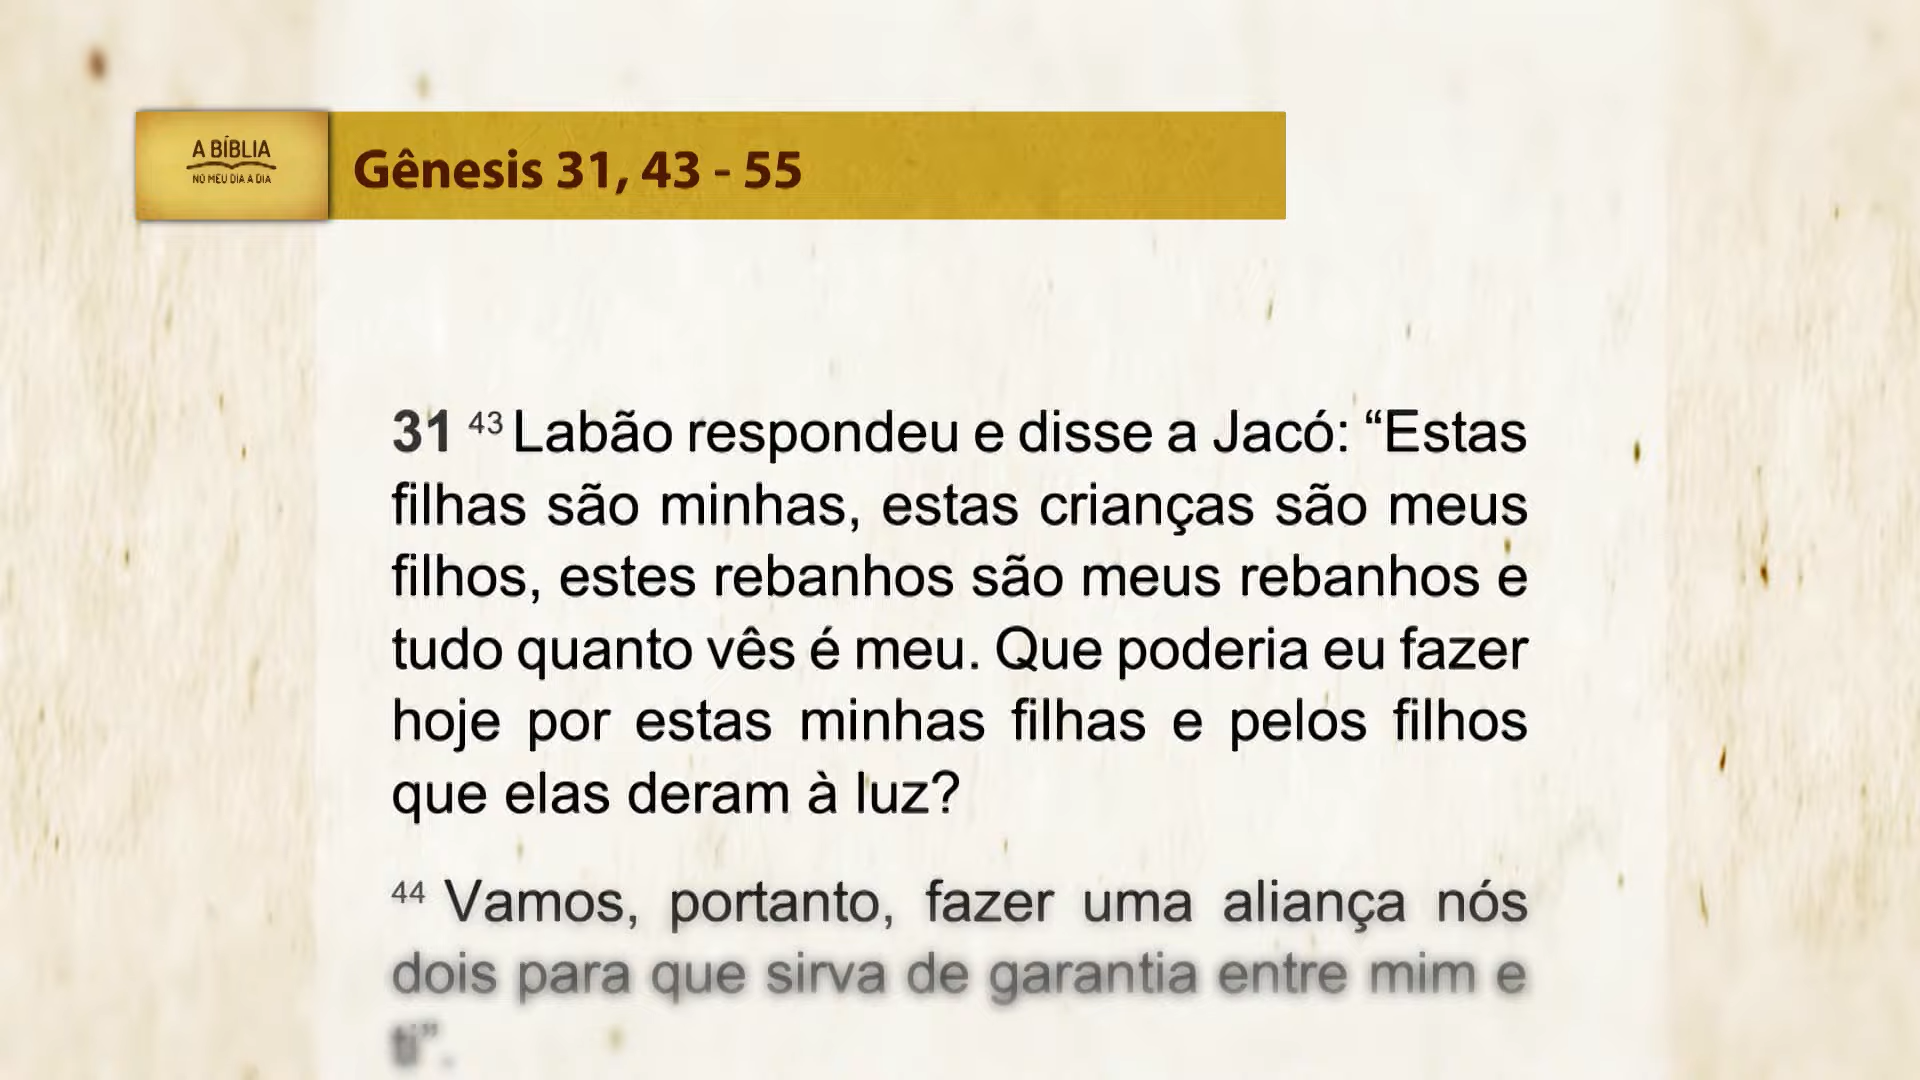 A BÍBLIA
NO MEU DIA A DIA
Gênesis 31, 43 - 55
31 43 Labão respondeu e disse a Jacó: “Estas
filhas são minhas, estas crianças são meus
filhos, estes rebanhos são meus rebanhos e
tudo quanto vês é meu. Que poderia eu fazer
hoje por estas minhas filhas e pelos filhos
que elas deram à luz?
44 Vamos, portanto, fazer uma aliança nós
dois para que sirva de garantia entre mim e
ti”.